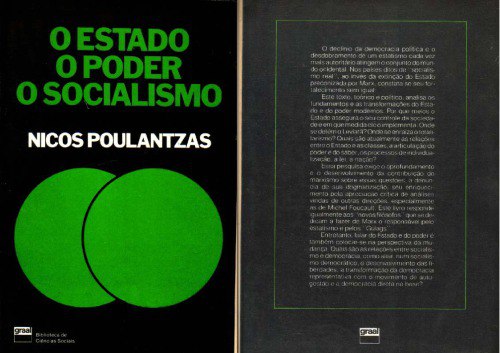 O ESTADO
O PODER
O SOCIALISMO
NICOS POULANTZAS
graal
Biblioteca de
Ciências Sociais
O declínio da democracia política e o
desdobramento de um estatismo cada vez
mais autoritário atingem o conjunto do mun-
do ocidental. Nos países ditos de "socialis-
mo real", ao invés da extinção do Estado
preconizada por Marx, constata-se seu for-
talecimento sem igual.
Este texto, teórico e político, analisa os
fundamentos e as transformações do Esta-
do e do poder modernos. Por que meios o
Estado assegura o seu controle da socieda-
de e em que medida ele o implementa. Onde
se detém o Leviatã? Onde se enraíza o totali-
tarismo? Quais são atualmente as relações
entre o Estado e as classes, a articulação do
poder e do saber, os processos de individua-
lização, a lei, a nação?
Essa pesquisa exige o aprofundamento
e o desenvolvimento da contribuição do
marxismo sobre essas questões, a denún-
cia de sua dogmatização, seu enriqueci-
mento pela apreciação crítica de análises
vindas de outras direções, especialmente
as de Michel Foucault. Este livro responde
igualmente aos "novos filósofos" que se de-
dicam a fazer de Marx o responsável pelo
estatismo e pelos "Gulags".
Entretanto, falar do Estado e do poder é
também colocar-se na perspectiva da mu-
dança. Quais são as relações entre socialis-
mo e democracia, como aliar, num socialis-
mo democrático, o desenvolvimento das li-
berdades, a transformação da democracia
representativa com o movimento de auto-
gestão e a democracia direta na base?
graal